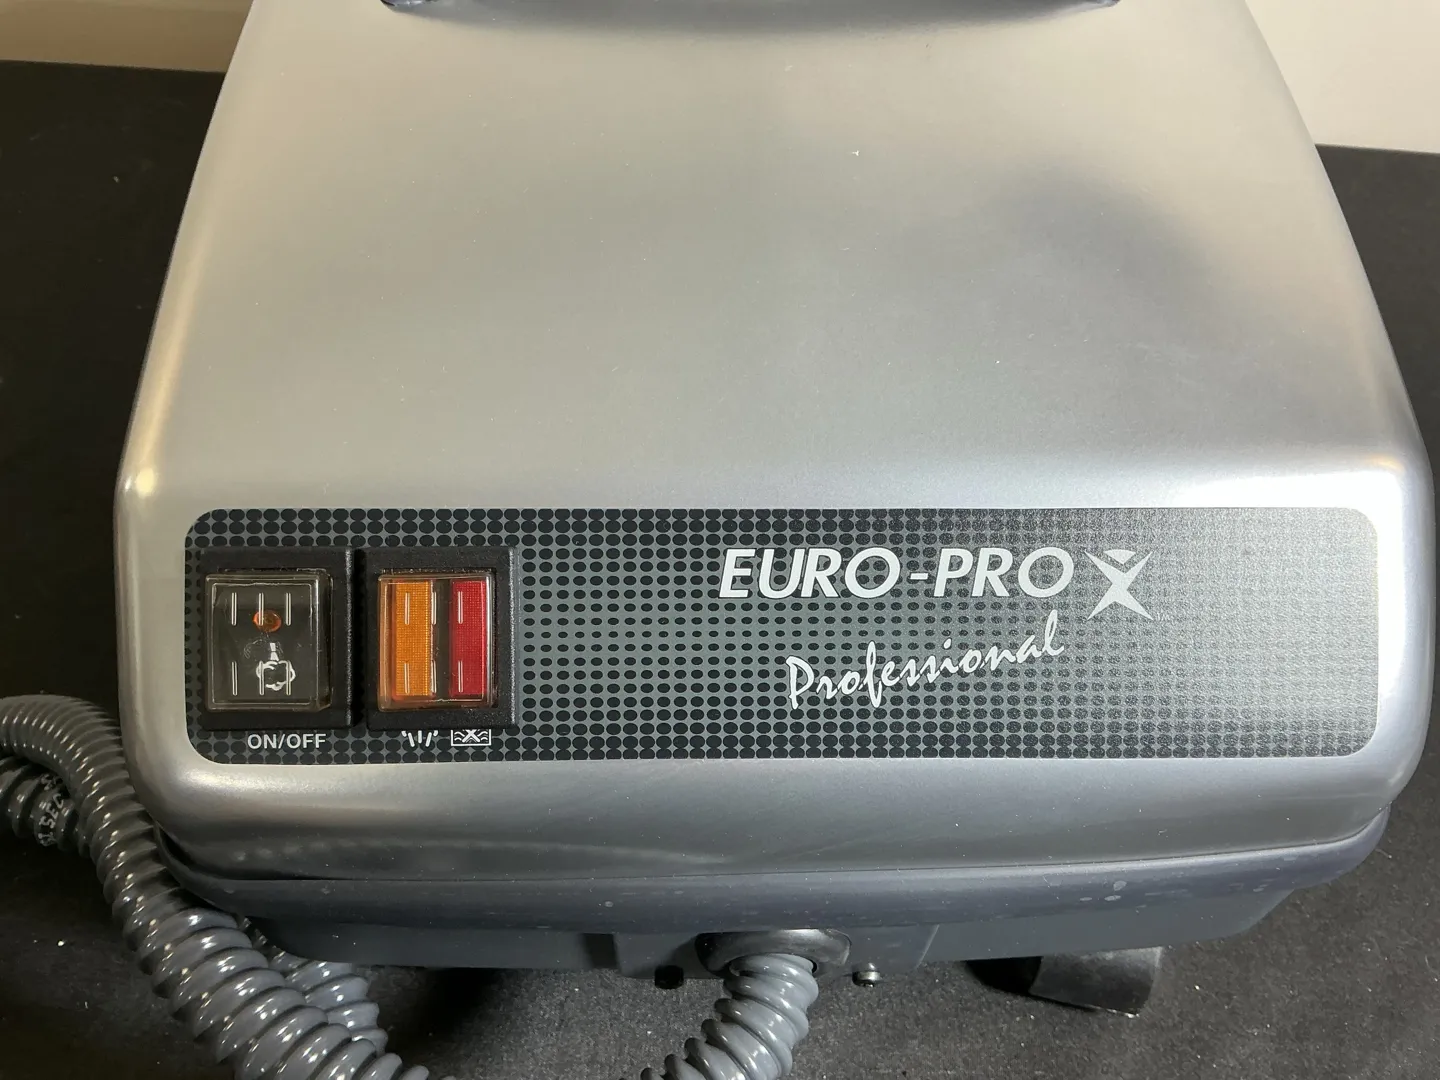 EURO-PRO X
Professional
ON/OFF